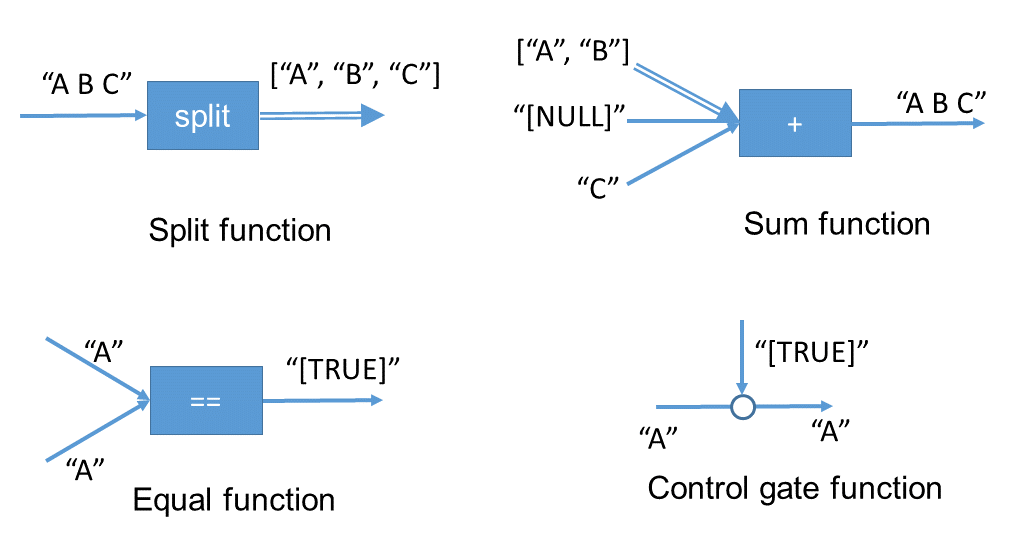 “A B C”
split
[“A”, “B”, “C”]
Split function
[“A”, “B”]
“[NULL]”
“C”
+
“A B C”
Sum function
“A”
“A”
==
“[TRUE]”
Equal function
“[TRUE]”
“A”
“A”
Control gate function